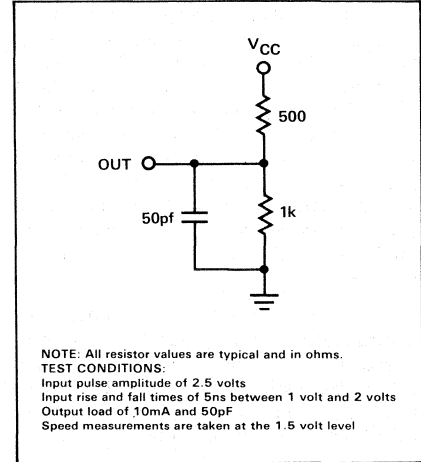 VCC
500
OUT
50pf
1k
NOTE: All resistor values are typical and in ohms.
TEST CONDITIONS:
Input pulse amplitude of 2.5 volts
Input rise and fall times of 5ns between 1 volt and 2 volts
Output load of 10mA and 50pF
Speed measurements are taken at the 1.5 volt level